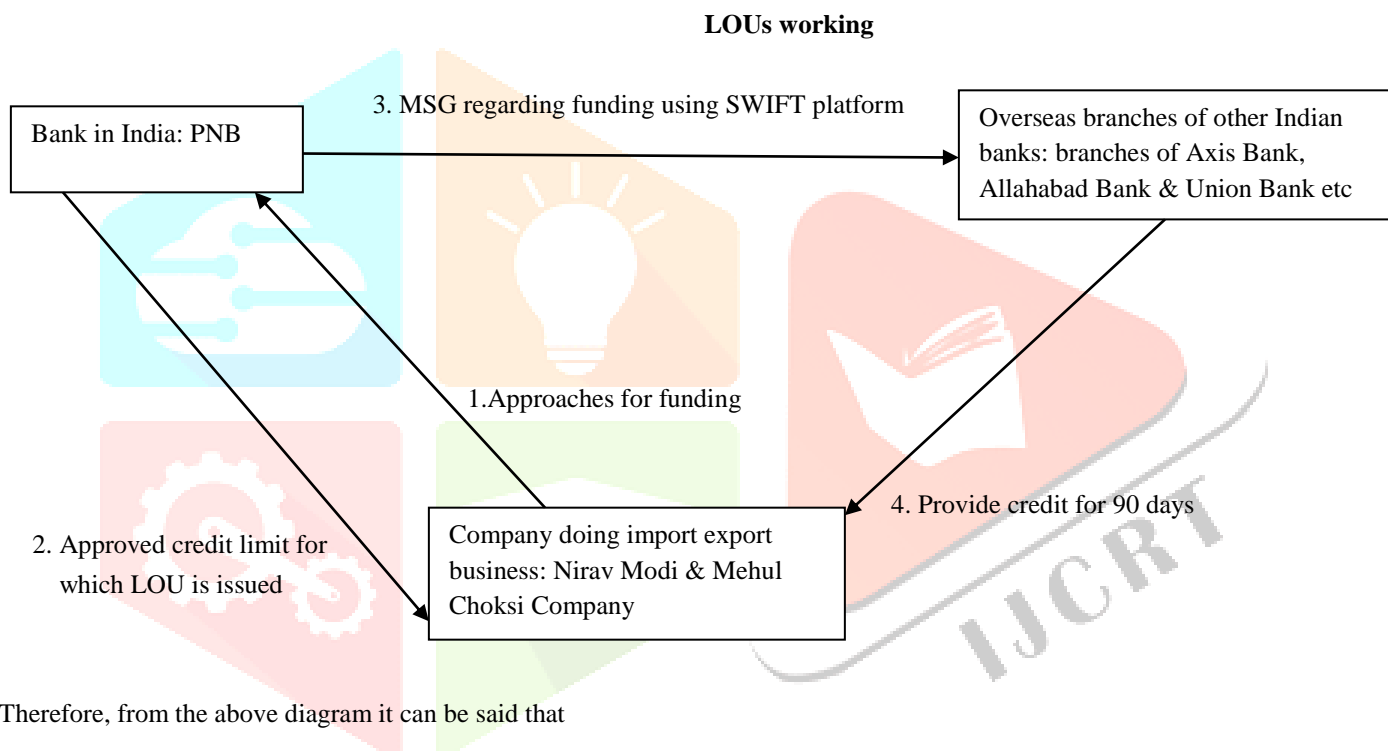 LOUs working
3. MSG regarding funding using SWIFT platform
Bank in India: PNB
Overseas branches of other Indian
banks: branches of Axis Bank,
Allahabad Bank & Union Bank etc
1.Approaches for funding
4. Provide credit for 90 days
2. Approved credit limit for
which LOU is issued
Company doing import export
business: Nirav Modi & Mehul
Choksi Company
IJCRT
Therefore, from the above diagram it can be said that